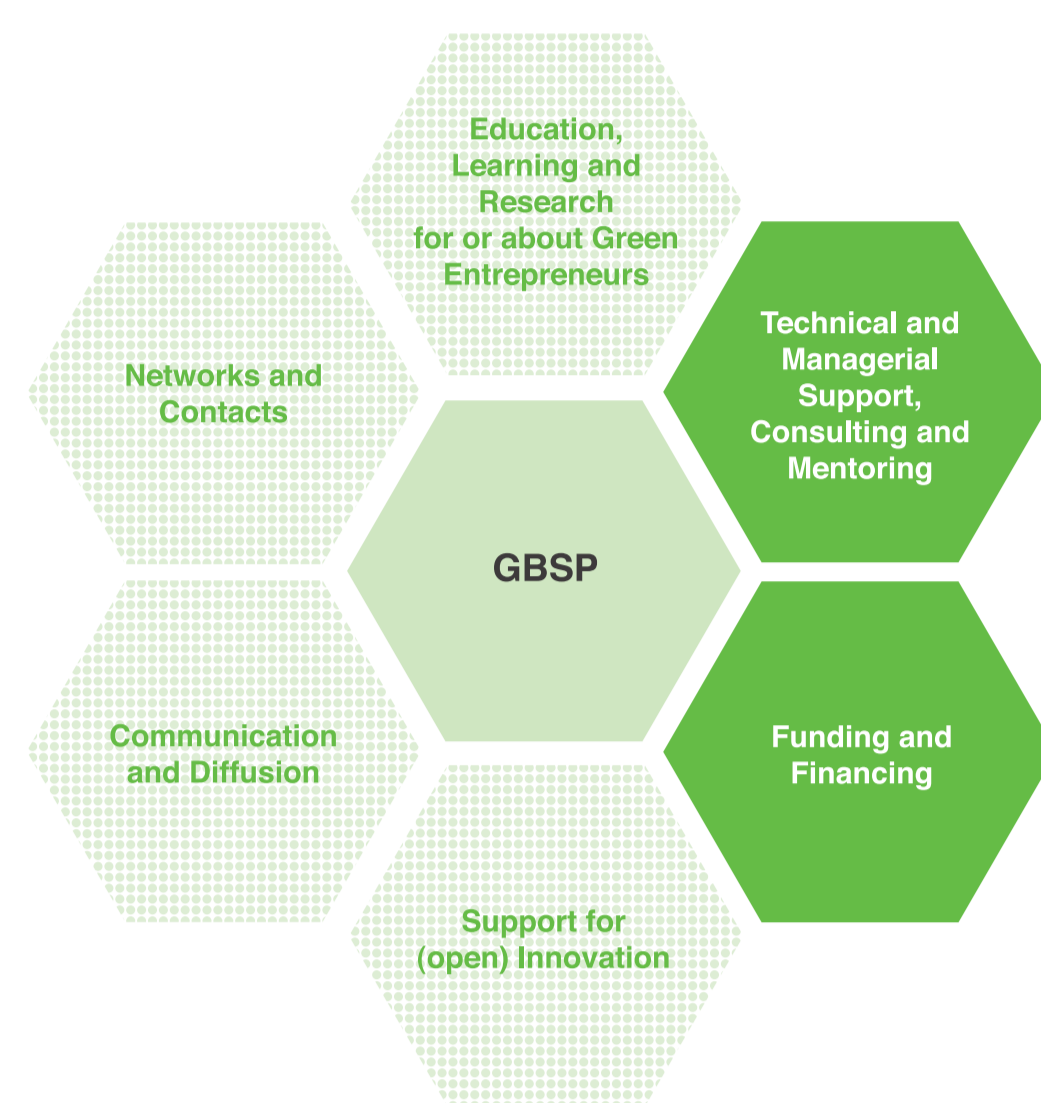 Education,
Learning and
Research
for or about Green
Entrepreneurs
Technical and
Managerial
Support,
Consulting and
Mentoring
Networks and
Contacts
GBSP
Communication
and Diffusion
Funding and
Financing
Support for
(open) Innovation